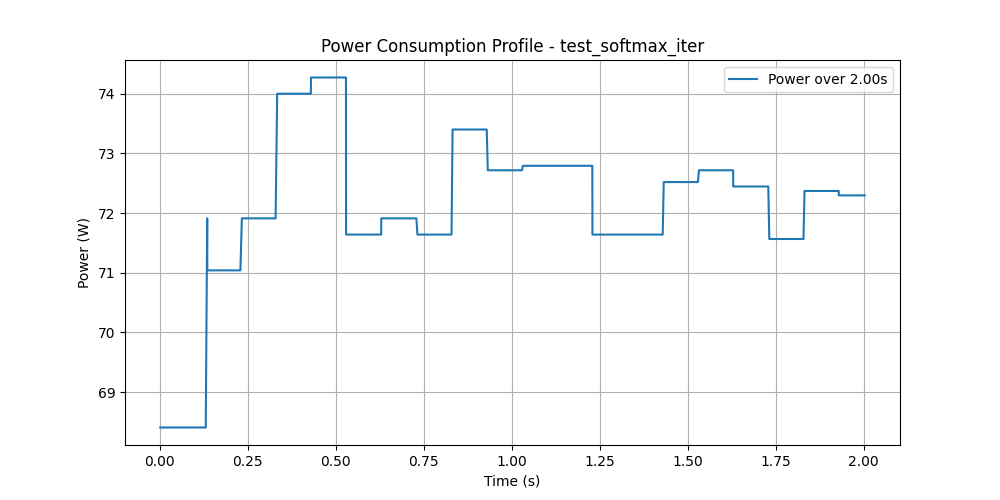 Power Consumption Profile - test_softmax_iter
Power over 2.00s
Power (W)
74
73
72
71
70
69
0.00 0.25 0.50 0.75 1.00 1.25 1.50 1.75 2.00
Time (s)